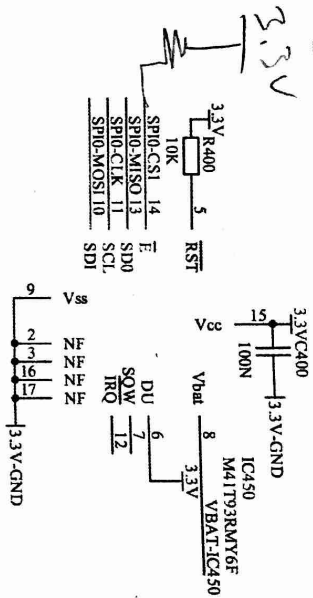 3.3V
3.3V
R400
10K
5
RST
SPI0-CS1 14
E
SPI0-MISO 13
SD0
SPI0-CLK 11
SCL
SPI0-MOSI 10
SDI
3.3V C400
100N
3.3V-GND
15
Vcc
9
Vss
2
NF
3
NF
16
NF
17
NF
3.3V-GND
Vbat
8
DU
6
3.3V
SQW
7
IRQ
12
IC450
M41T93RMY6F
VBAT-IC450